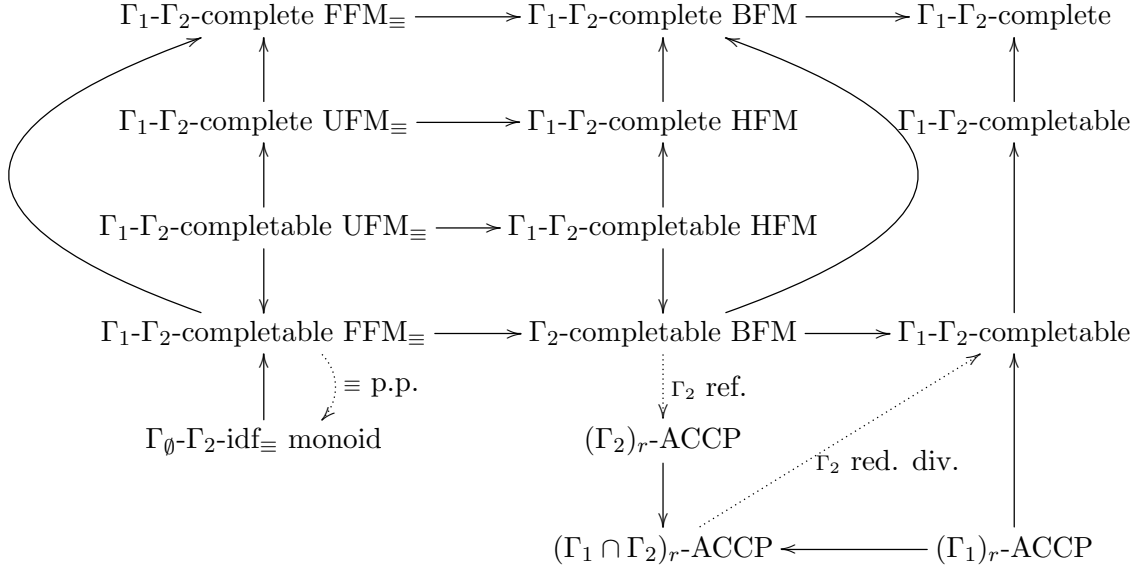 Γ₁-Γ₂-complete FFM≡ Γ₁-Γ₂-complete BFM Γ₁-Γ₂-complete
Γ₁-Γ₂-complete UFM≡ Γ₁-Γ₂-complete HFM Γ₁-Γ₂-completable
Γ₁-Γ₂-completable UFM≡ Γ₁-Γ₂-completable HFM
Γ₁-Γ₂-completable FFM≡ Γ₂-completable BFM Γ₁-Γ₂-completable
≡ p.p. Γ₂ ref.
Γ∅-Γ₂-idf≡ monoid (Γ₂)ᵣ-ACCP
Γ₂ red. div.
(Γ₁ ∩ Γ₂)ᵣ-ACCP (Γ₁)ᵣ-ACCP